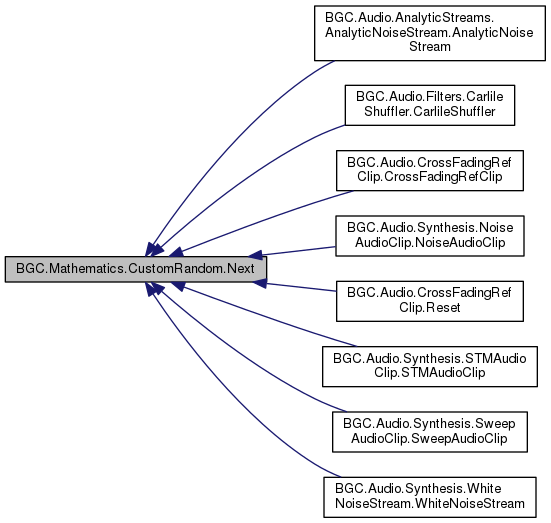 BGC.Audio.AnalyticStreams.
AnalyticNoiseStream.AnalyticNoise
Stream
BGC.Audio.Filters.Carlile
Shuffler.CarlileShuffler
BGC.Audio.CrossFadingRef
Clip.CrossFadingRefClip
BGC.Audio.Synthesis.Noise
AudioClip.NoiseAudioClip
BGC.Mathematics.CustomRandom.Next
BGC.Audio.CrossFadingRef
Clip.Reset
BGC.Audio.Synthesis.STMAudio
Clip.STMAudioClip
BGC.Audio.Synthesis.Sweep
AudioClip.SweepAudioClip
BGC.Audio.Synthesis.White
NoiseStream.WhiteNoiseStream